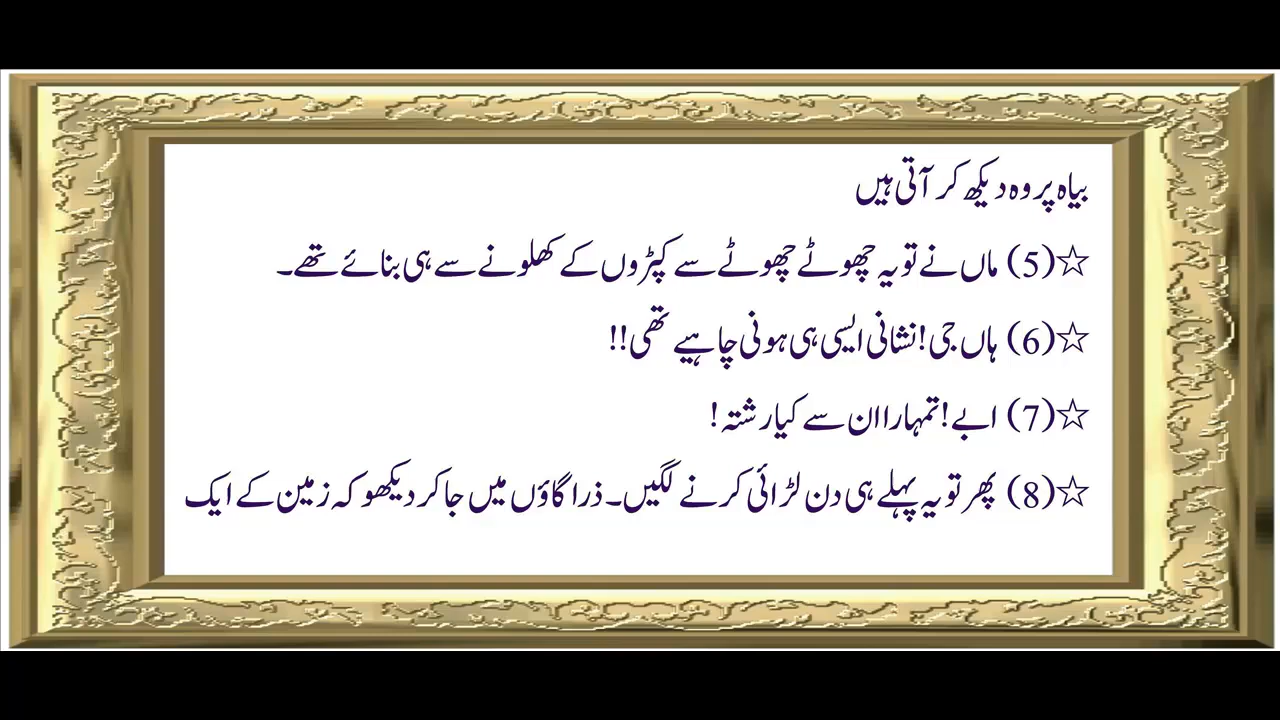 بیاہ پر وہ دیکھ کر آتی ہیں
☆(5) ماں نے تو یہ چھوٹے چھوٹے سے کپڑوں کے کھلونے سے ہی بنائے تھے۔
☆(6) ہاں جی! نشانی ایسی ہی ہونی چاہیے تھی!!
☆(7) ابے! تمہارا ان سے کیا رشتہ!
☆(8) پھر تو یہ پہلے ہی دن لڑائی کرنے لگیں۔ ذرا گاؤں میں جا کر دیکھو کہ زمین کے ایک